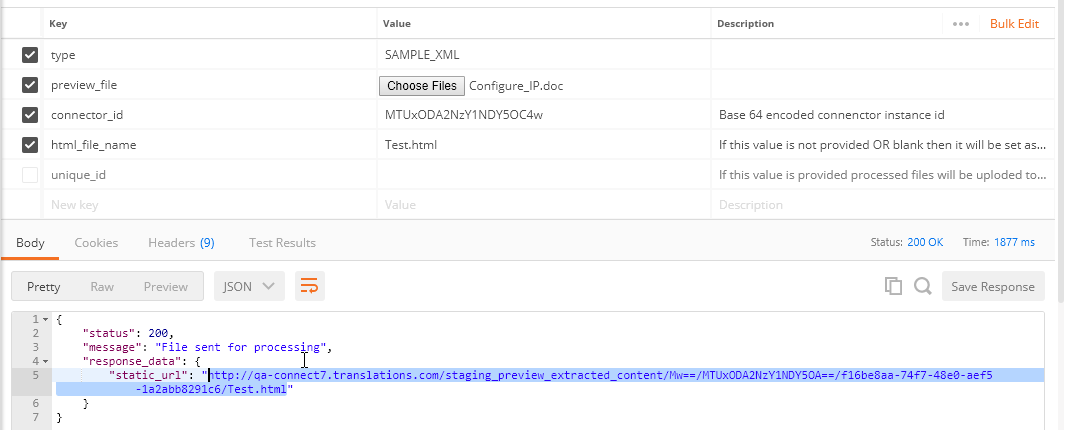 Key Value Description ••• Bulk Edit
type SAMPLE_XML
preview_file Choose Files Configure_IP.doc
connector_id MTUxODA2NzY1NDY5OC4w Base 64 encoded connenctor instance id
html_file_name Test.html If this value is not provided OR blank then it will be set as...
unique_id If this value is provided processed files will be uploded to...
New key Value Description
Body Cookies Headers (9) Test Results Status: 200 OK Time: 1877 ms
Pretty Raw Preview JSON Save Response
1 {
2 "status": 200,
3 "message": "File sent for processing",
4 "response_data": {
5 "static_url": "http://qa-connect7.translations.com/staging_preview_extracted_content/Mw==/MTUxODA2NzY1NDY5OA==/f16be8aa-74f7-48e0-aef5
-1a2abb8291c6/Test.html"
6 }
7 }